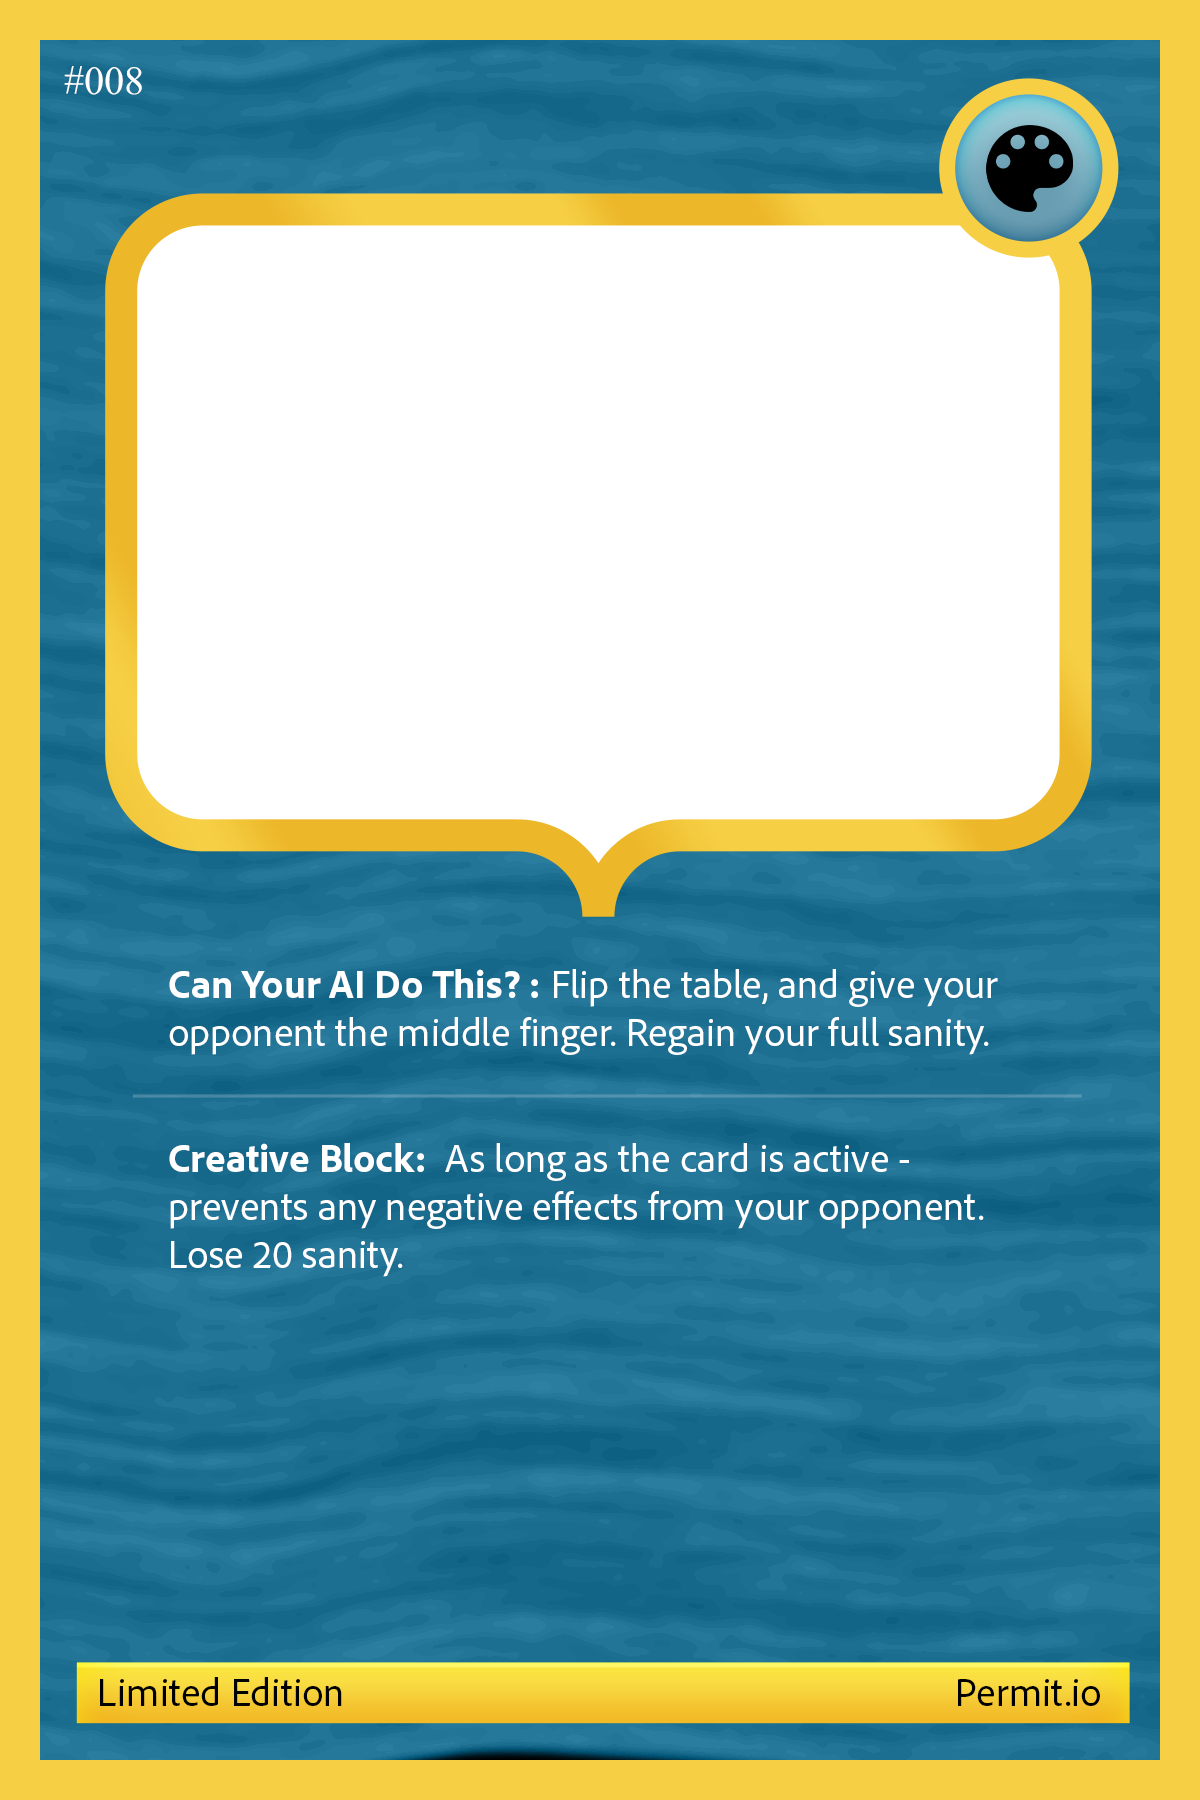 #008
Can Your AI Do This? : Flip the table, and give your
opponent the middle finger. Regain your full sanity.
Creative Block:  As long as the card is active -
prevents any negative effects from your opponent.
Lose 20 sanity.
Limited Edition
Permit.io